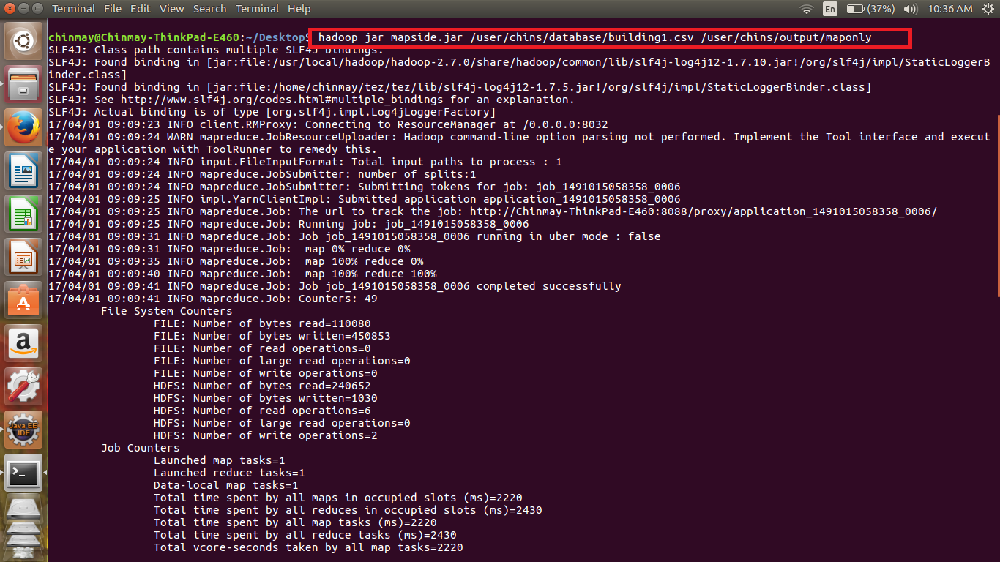 Terminal File Edit View Search Terminal Help En (37%) 10:36 AM
chinmay@Chinmay-ThinkPad-E460:~/Desktop$ hadoop jar mapside.jar /user/chins/database/building1.csv /user/chins/output/maponly
SLF4J: Class path contains multiple SLF4J bindings.
SLF4J: Found binding in [jar:file:/usr/local/hadoop/hadoop-2.7.0/share/hadoop/common/lib/slf4j-log4j12-1.7.10.jar!/org/slf4j/impl/StaticLoggerB
inder.class]
SLF4J: Found binding in [jar:file:/home/chinmay/tez/tez/lib/slf4j-log4j12-1.7.5.jar!/org/slf4j/impl/StaticLoggerBinder.class]
SLF4J: See http://www.slf4j.org/codes.html#multiple_bindings for an explanation.
SLF4J: Actual binding is of type [org.slf4j.impl.Log4jLoggerFactory]
17/04/01 09:09:23 INFO client.RMProxy: Connecting to ResourceManager at /0.0.0.0:8032
17/04/01 09:09:24 WARN mapreduce.JobResourceUploader: Hadoop command-line option parsing not performed. Implement the Tool interface and execut
e your application with ToolRunner to remedy this.
17/04/01 09:09:24 INFO input.FileInputFormat: Total input paths to process : 1
17/04/01 09:09:24 INFO mapreduce.JobSubmitter: number of splits:1
17/04/01 09:09:24 INFO mapreduce.JobSubmitter: Submitting tokens for job: job_1491015058358_0006
17/04/01 09:09:25 INFO impl.YarnClientImpl: Submitted application application_1491015058358_0006
17/04/01 09:09:25 INFO mapreduce.Job: The url to track the job: http://Chinmay-ThinkPad-E460:8088/proxy/application_1491015058358_0006/
17/04/01 09:09:25 INFO mapreduce.Job: Running job: job_1491015058358_0006
17/04/01 09:09:31 INFO mapreduce.Job: Job job_1491015058358_0006 running in uber mode : false
17/04/01 09:09:31 INFO mapreduce.Job:  map 0% reduce 0%
17/04/01 09:09:35 INFO mapreduce.Job:  map 100% reduce 0%
17/04/01 09:09:40 INFO mapreduce.Job:  map 100% reduce 100%
17/04/01 09:09:41 INFO mapreduce.Job: Job job_1491015058358_0006 completed successfully
17/04/01 09:09:41 INFO mapreduce.Job: Counters: 49
File System Counters
FILE: Number of bytes read=110080
FILE: Number of bytes written=450853
FILE: Number of read operations=0
FILE: Number of large read operations=0
FILE: Number of write operations=0
HDFS: Number of bytes read=240652
HDFS: Number of bytes written=1030
HDFS: Number of read operations=6
HDFS: Number of large read operations=0
HDFS: Number of write operations=2
Job Counters
Launched map tasks=1
Launched reduce tasks=1
Data-local map tasks=1
Total time spent by all maps in occupied slots (ms)=2220
Total time spent by all reduces in occupied slots (ms)=2430
Total time spent by all map tasks (ms)=2220
Total time spent by all reduce tasks (ms)=2430
Total vcore-seconds taken by all map tasks=2220
A
a
Java EE
IDE
>_